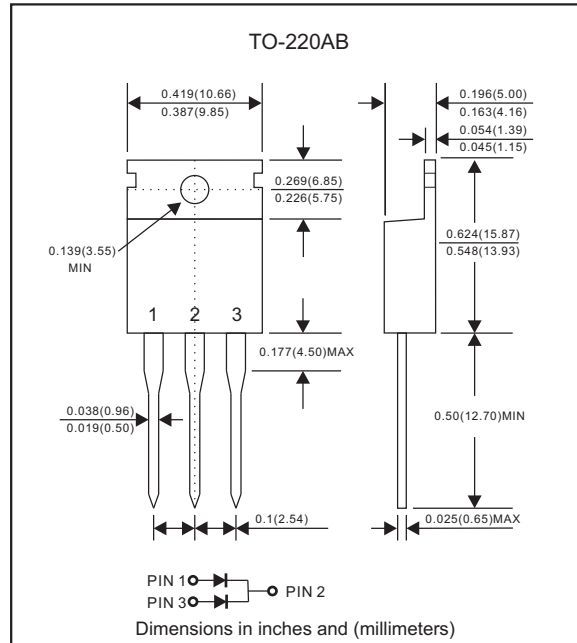 TO-220AB
0.419(10.66)
0.387(9.85)
0.196(5.00)
0.163(4.16)
0.054(1.39)
0.045(1.15)
0.269(6.85)
0.226(5.75)
0.139(3.55)
MIN
0.624(15.87)
0.548(13.93)
1 2 3
0.177(4.50)MAX
0.038(0.96)
0.019(0.50)
0.50(12.70)MIN
0.1(2.54)
0.025(0.65)MAX
PIN 1
PIN 2
PIN 3
Dimensions in inches and (millimeters)